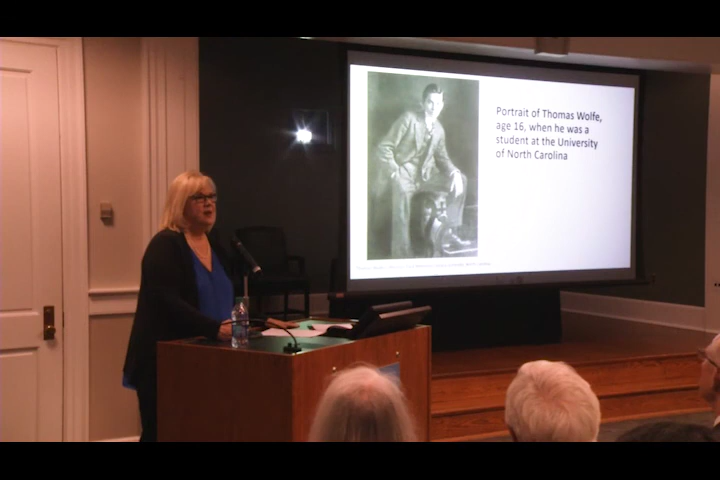 Portrait of Thomas Wolfe,
age 16, when he was a
student at the University
of North Carolina